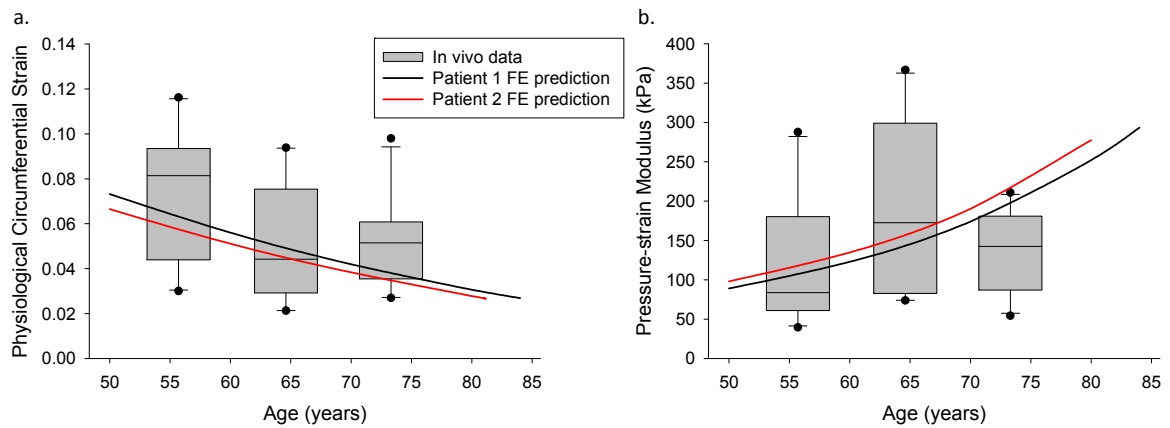 a.
Physiological Circumferential Strain
0.14
0.12
0.10
0.08
0.06
0.04
0.02
0.00
50 55 60 65 70 75 80 85
Age (years)
In vivo data
Patient 1 FE prediction
Patient 2 FE prediction
b.
Pressure-strain Modulus (kPa)
400
350
300
250
200
150
100
50
0
50 55 60 65 70 75 80 85
Age (years)